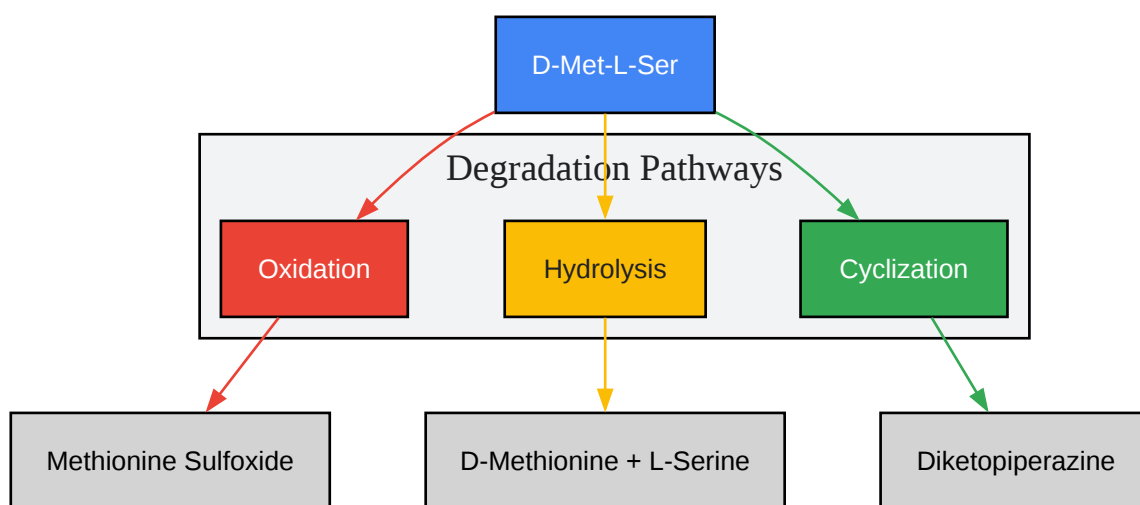 D-Met-L-Ser
Degradation Pathways
Oxidation
Hydrolysis
Cyclization
Methionine Sulfoxide
D-Methionine + L-Serine
Diketopiperazine